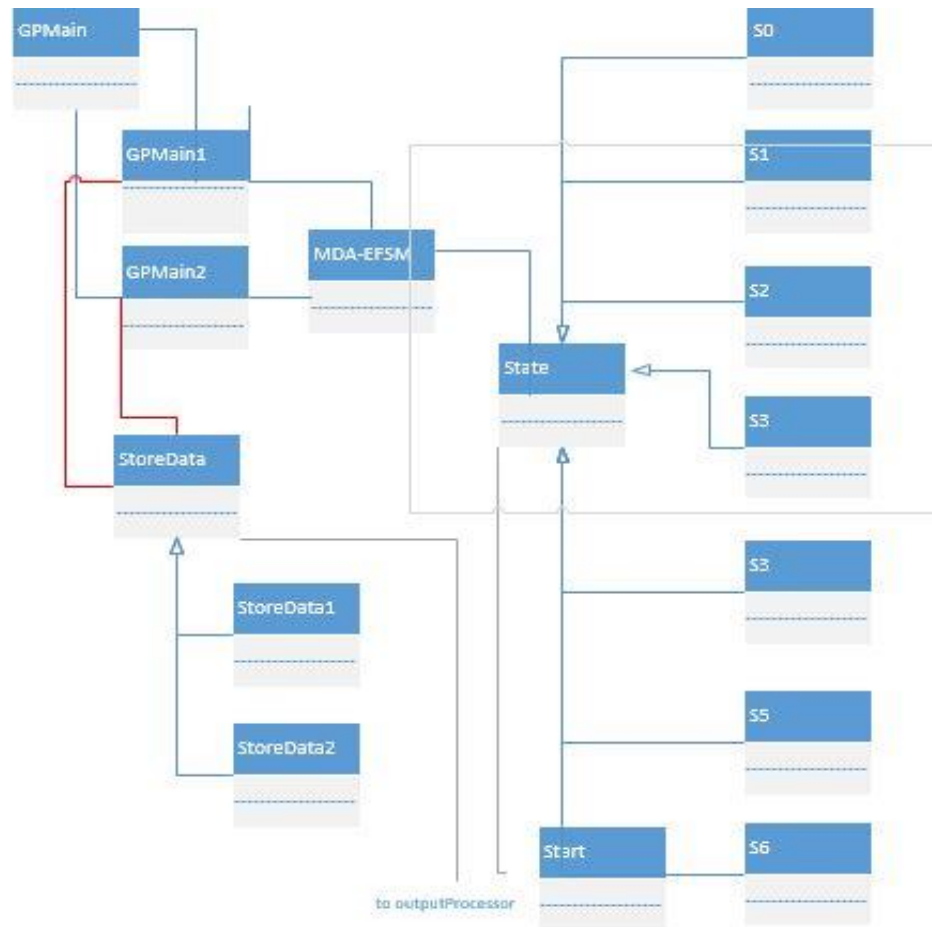 GPMain
S0
GPMain1
S1
MDA-EFSM
GPMain2
S2
State
S3
StoreData
S3
StoreData1
S5
StoreData2
Start
S6
to outputProcessor